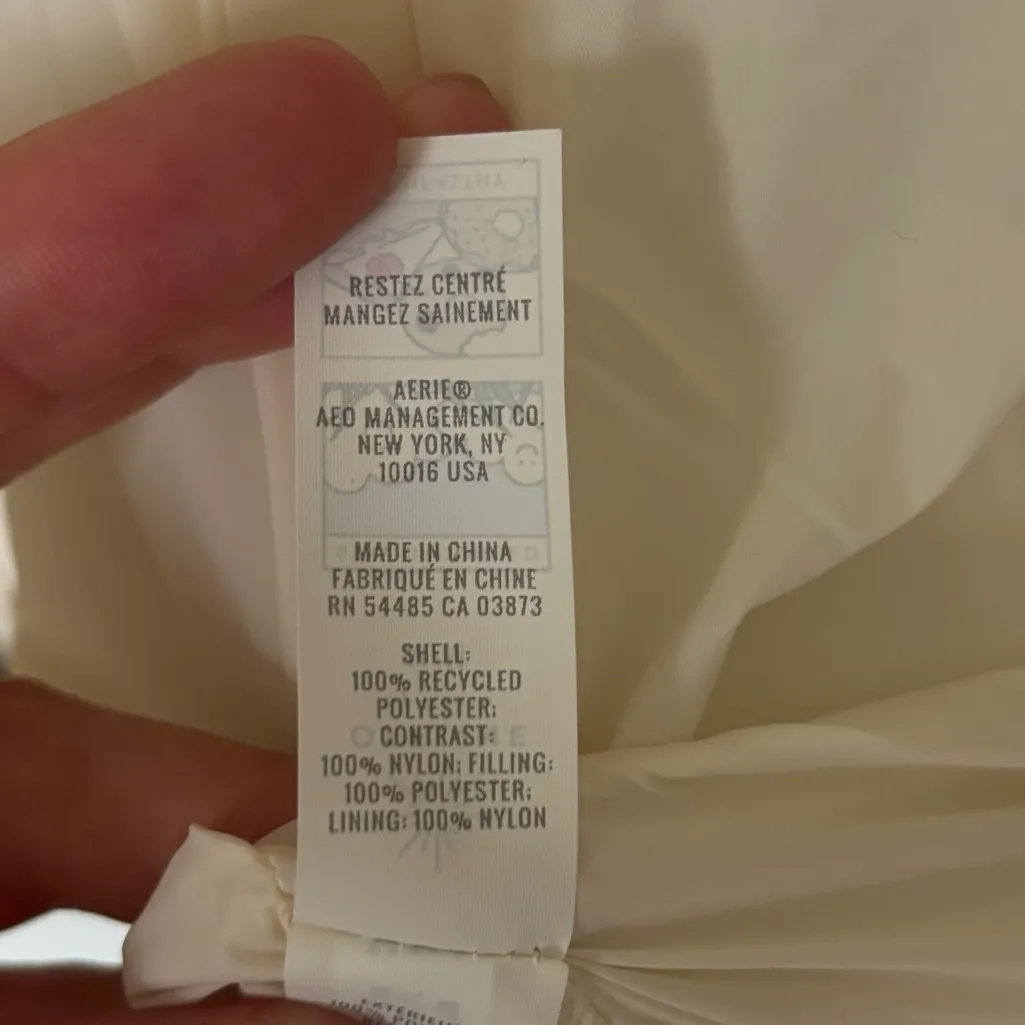 RESTEZ CENTRÉ
MANGEZ SAINEMENT
AERIE®
AEO MANAGEMENT CO.
NEW YORK, NY
10016 USA
MADE IN CHINA
FABRIQUÉ EN CHINE
RN 54485 CA 03873
SHELL:
100% RECYCLED
POLYESTER;
CONTRAST:
100% NYLON; FILLING:
100% POLYESTER;
LINING: 100% NYLON